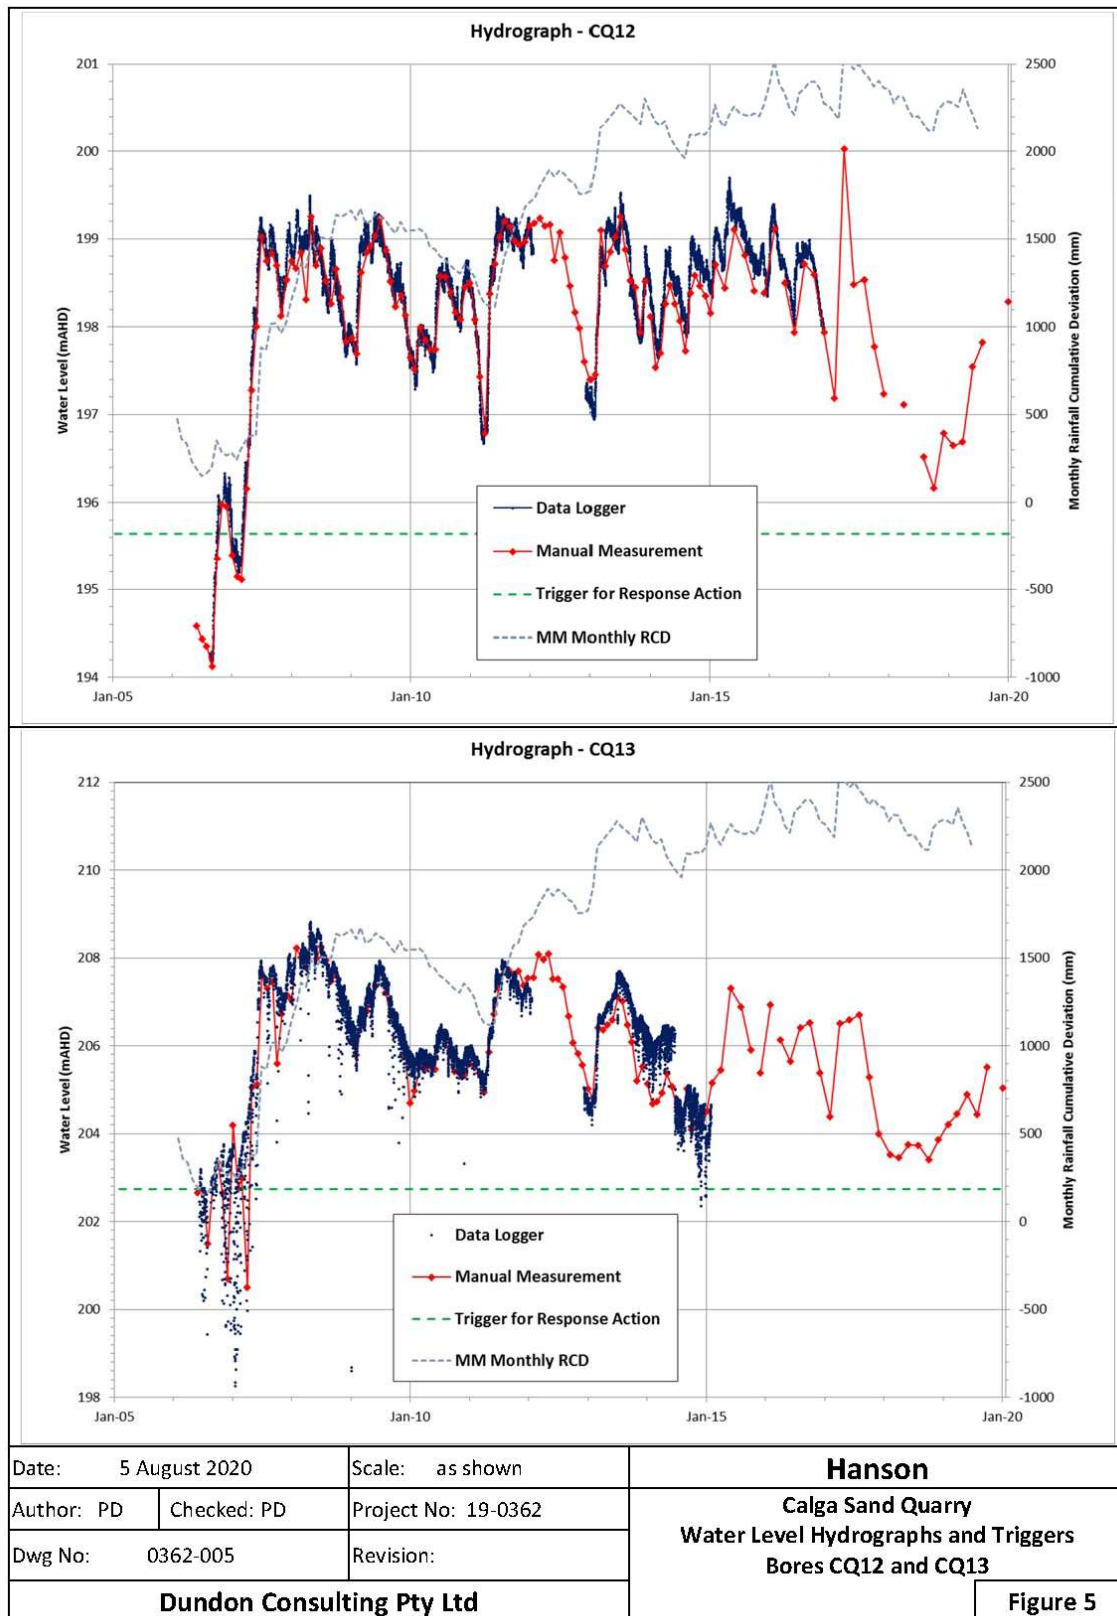 Hydrograph - CQ12
201
200
199
198
197
196
195
194
Water Level (mAHD)
2500
2000
1500
1000
500
0
-500
-1000
Monthly Rainfall Cumulative Deviation (mm)
Data Logger
Manual Measurement
Trigger for Response Action
MM Monthly RCD
Jan-05 Jan-10 Jan-15 Jan-20
Hydrograph - CQ13
212
210
208
206
204
202
200
198
Water Level (mAHD)
2500
2000
1500
1000
500
0
-500
-1000
Monthly Rainfall Cumulative Deviation (mm)
Data Logger
Manual Measurement
Trigger for Response Action
MM Monthly RCD
Jan-05 Jan-10 Jan-15 Jan-20
Date: 5 August 2020 Scale: as shown
Author: PD Checked: PD Project No: 19-0362
Dwg No: 0362-005 Revision:
Dundon Consulting Pty Ltd
Hanson
Calga Sand Quarry
Water Level Hydrographs and Triggers
Bores CQ12 and CQ13
Figure 5